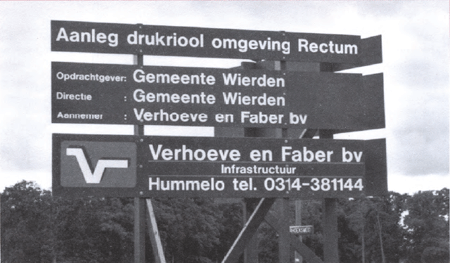 Aanleg drukriool omgeving Rectum
Opdrachtgever: Gemeente Wierden
Directie : Gemeente Wierden
Aannemer : Verhoeve en Faber bv
Verhoeve en Faber bv
Infrastructuur
Hummelo tel. 0314-381144